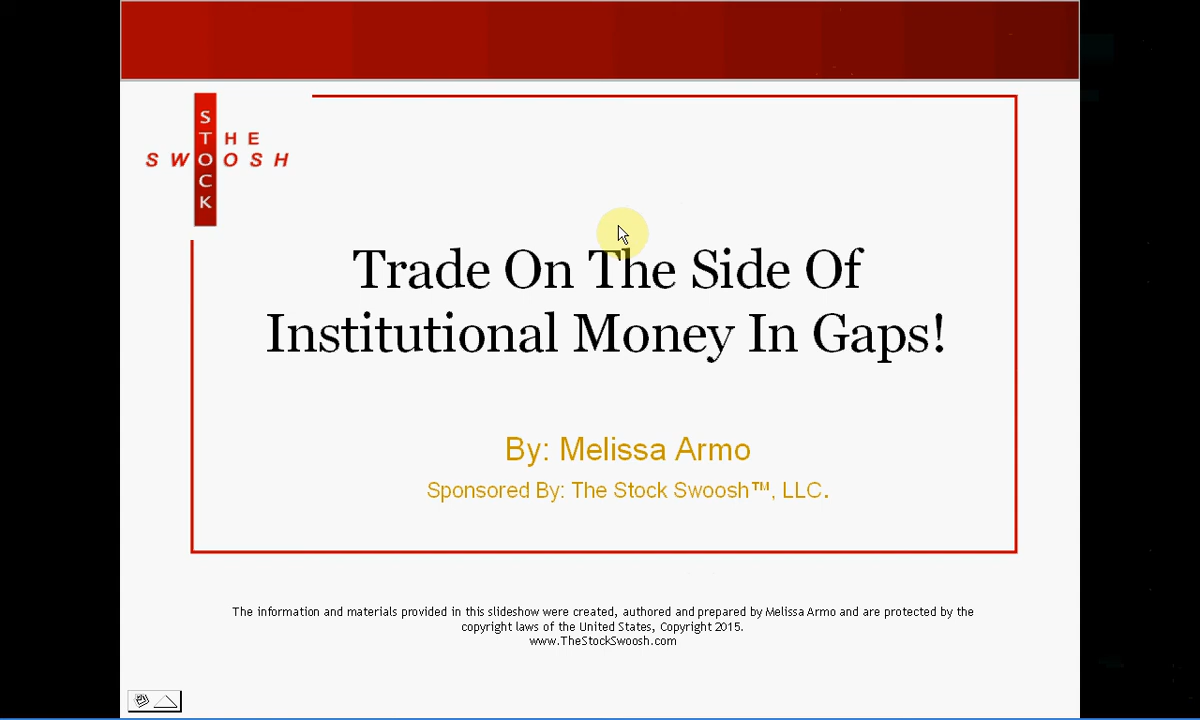 STOCK
THE
SWOOSH
Trade On The Side Of
Institutional Money In Gaps!
By: Melissa Armo
Sponsored By: The Stock Swoosh™, LLC.
The information and materials provided in this slideshow were created, authored and prepared by Melissa Armo and are protected by the
copyright laws of the United States, Copyright 2015.
www.TheStockSwoosh.com